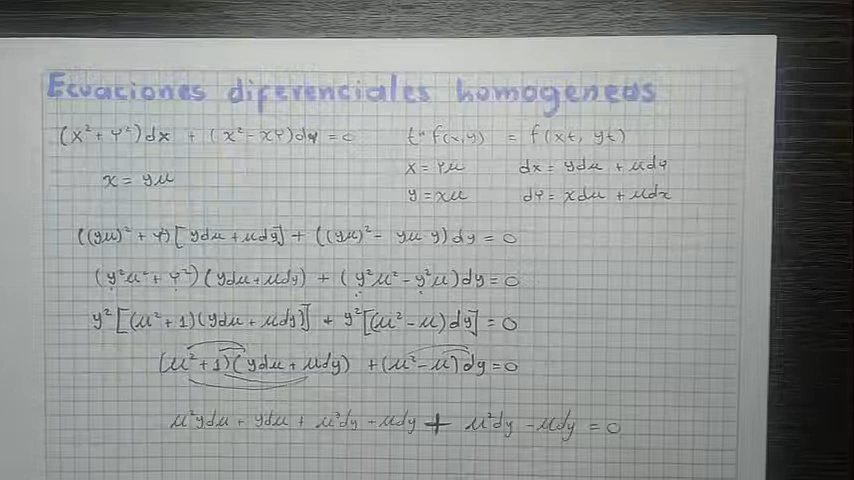 Ecuaciones diferenciales homogeneas
(x² + y²)dx + (x² - xy)dy = 0 tⁿ f(x,y) = f(xt, yt)
x = yu dx = ydu + udy
x = yu
y = xu dy = xdu + udx
((yu)² + y²)[ydu + udy] + ((yu)² - yu y)dy = 0
(y²u² + y²)(ydu + udy) + (y²u² - y²u)dy = 0
y²[(u² + 1)(ydu + udy)] + y²[(u² - u)dy] = 0
(u² + 1)(ydu + udy) + (u² - u)dy = 0
u²ydu + ydu + u³dy + udy + u²dy - udy = 0